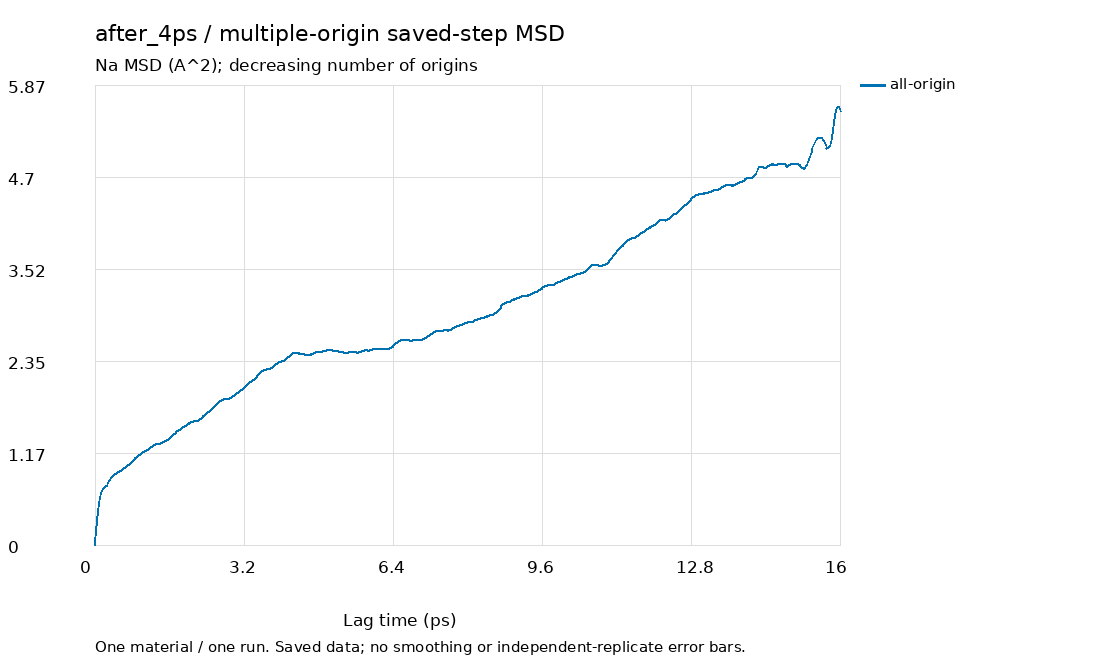 after_4ps / multiple-origin saved-step MSD
Na MSD (A^2); decreasing number of origins
5.87
all-origin
4.7
3.52
2.35
1.17
0
0 3.2 6.4 9.6 12.8 16
Lag time (ps)
One material / one run. Saved data; no smoothing or independent-replicate error bars.